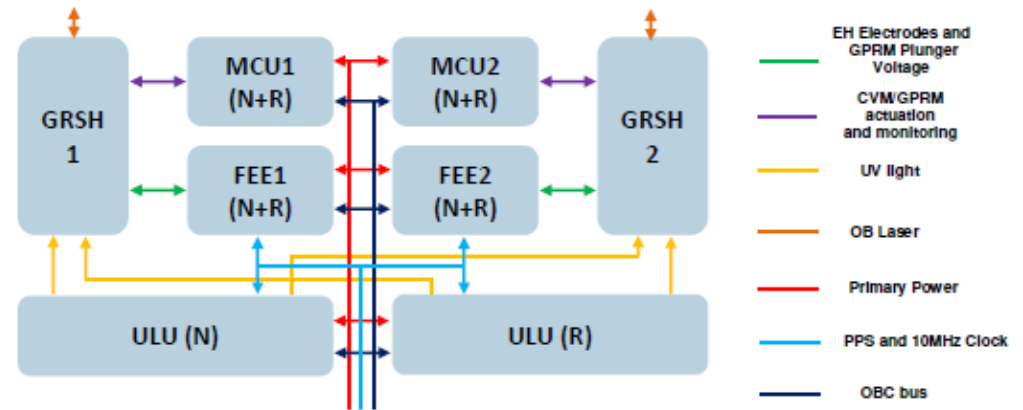 GRSH
1
MCU1
(N+R)
MCU2
(N+R)
GRSH
2
FEE1
(N+R)
FEE2
(N+R)
ULU (N)
ULU (R)
EH Electrodes and
GPRM Plunger
Voltage
CVM/GPRM
actuation
and monitoring
UV light
OB Laser
Primary Power
PPS and 10MHz Clock
OBC bus